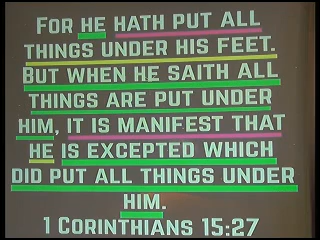 FOR HE HATH PUT ALL
THINGS UNDER HIS FEET.
BUT WHEN HE SAITH ALL
THINGS ARE PUT UNDER
HIM, IT IS MANIFEST THAT
HE IS EXCEPTED WHICH
DID PUT ALL THINGS UNDER
HIM.
1 CORINTHIANS 15:27